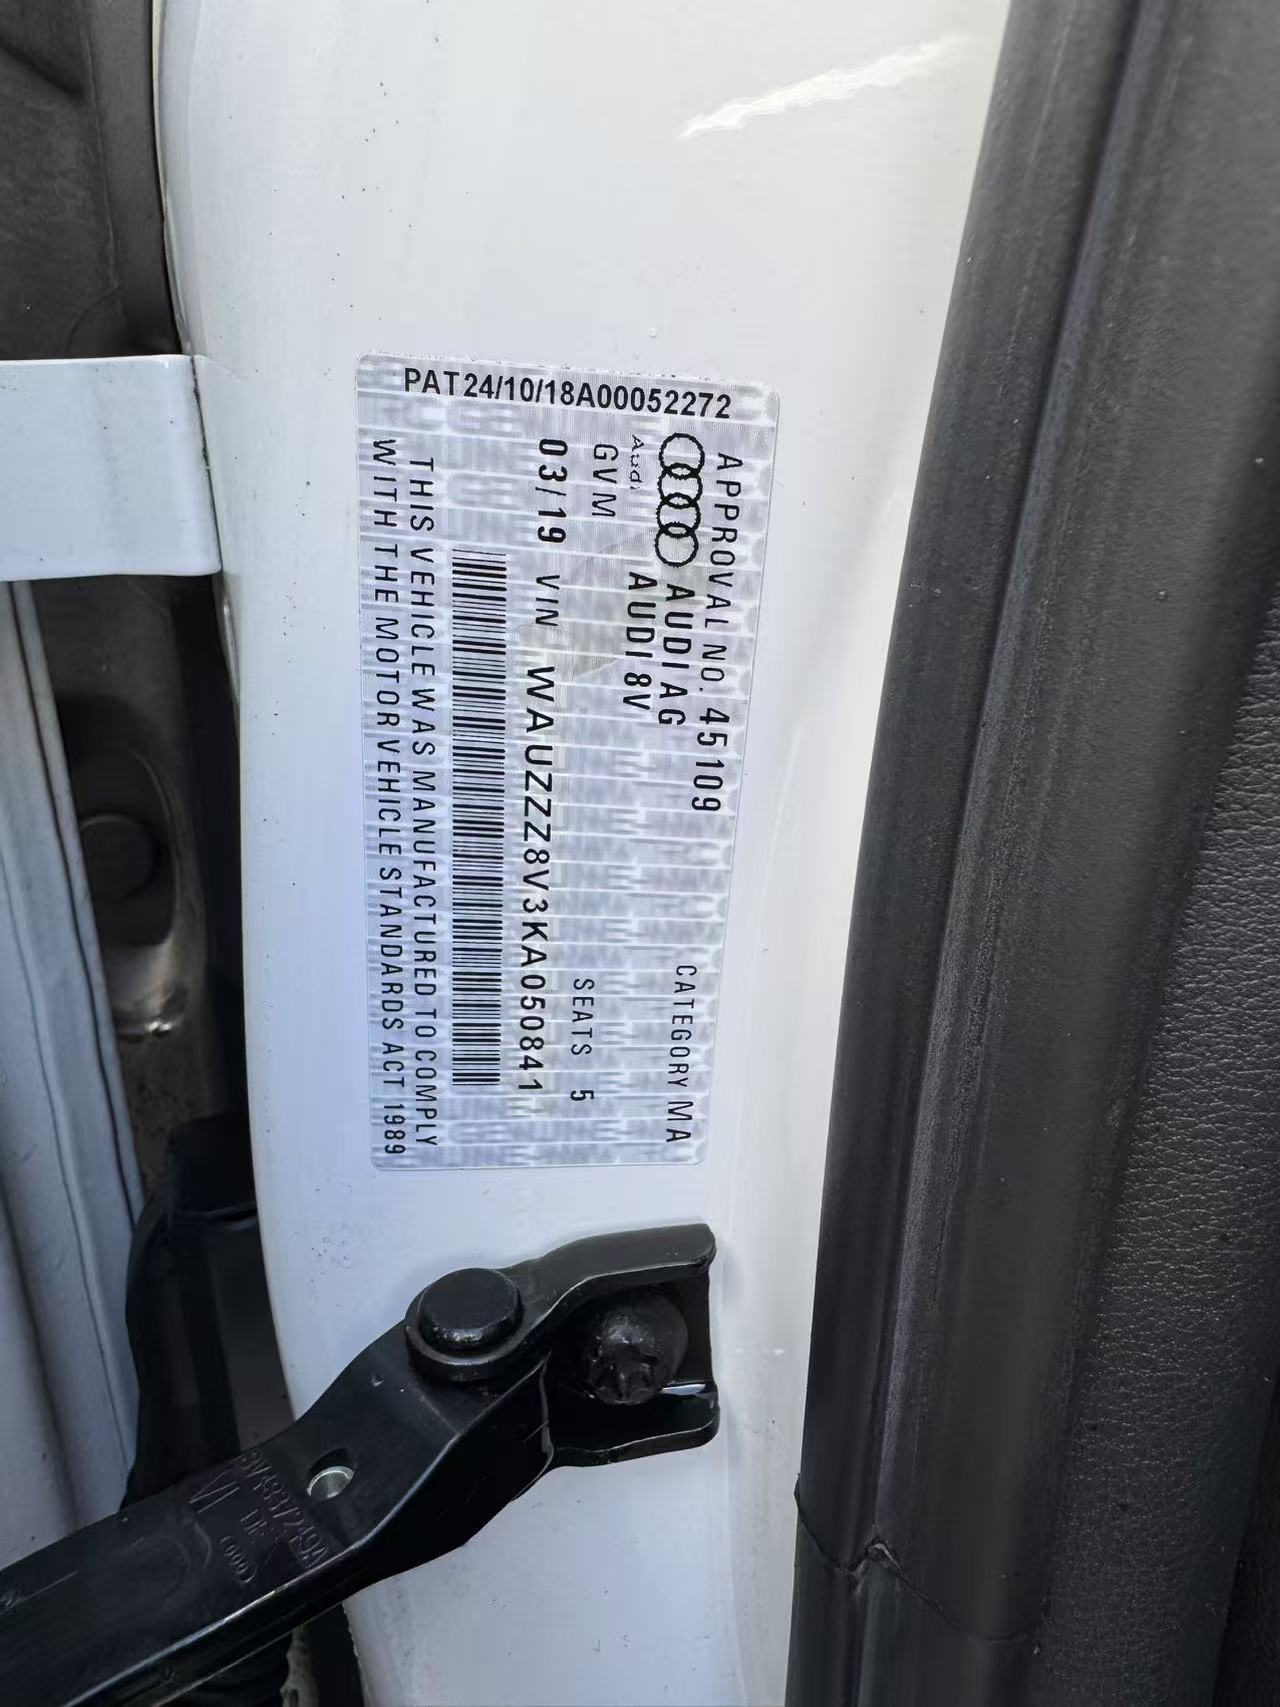 PAT24/10/18A00052272
APPROVAL NO. 45109
AUDI AG CATEGORY MA
Audi AUDI 8V
GVM SEATS 5
03/19 VIN WAUZZZ8V3KA050841
THIS VEHICLE WAS MANUFACTURED TO COMPLY
WITH THE MOTOR VEHICLE STANDARDS ACT 1989